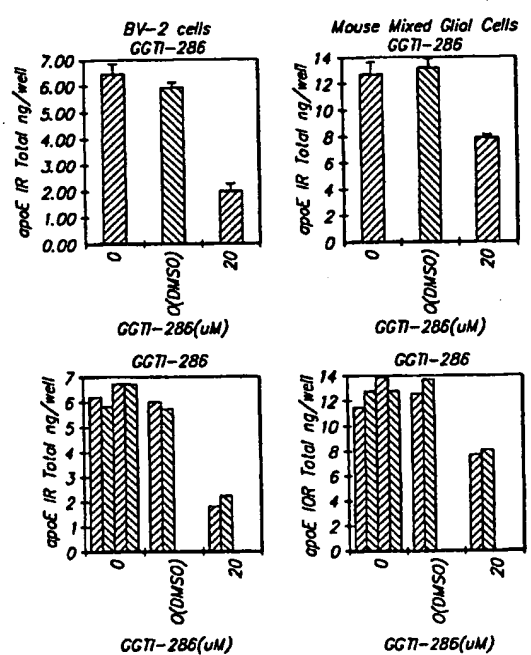 BV-2 cells
GGTI-286
apoE IR Total ng/well
7.00
6.00
5.00
4.00
3.00
2.00
1.00
0.00
0
O(DMSO)
20
GGTI-286(uM)
Mouse Mixed Glial Cells
GGTI-286
apoE IR Total ng/well
14
12
10
8
6
4
2
0
0
O(DMSO)
20
GGTI-286(uM)
GGTI-286
apoE IR Total ng/well
7
6
5
4
3
2
1
0
0
O(DMSO)
20
GGTI-286(uM)
GGTI-286
apoE IOR Total ng/well
14
12
10
8
6
4
2
0
0
O(DMSO)
20
GGTI-286(uM)